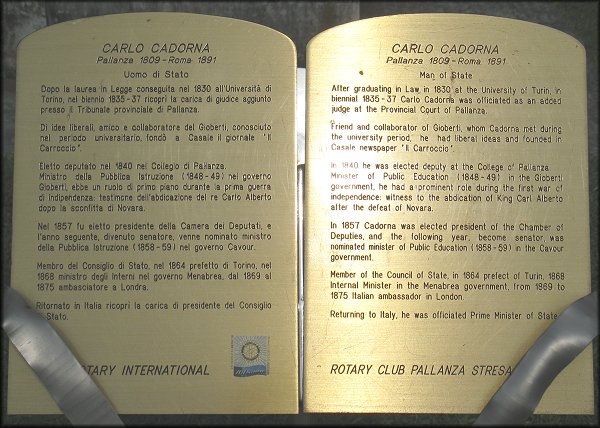 CARLO CADORNA
Pallanza 1809-Roma 1891
Uomo di Stato
Dopo la laurea in Legge conseguita nel 1830 all'Università di
Torino, nel biennio 1835-37 ricoprì la carica di giudice aggiunto
presso il Tribunale provinciale di Pallanza.
Di idee liberali, amico e collaboratore del Gioberti, conosciuto
nel periodo universitario, fondò a Casale il giornale "Il
Carroccio".
Eletto deputato nel 1840 nel Collegio di Pallanza.
Ministro della Pubblica Istruzione (1848-49) nel governo
Gioberti, ebbe un ruolo di primo piano durante la prima guerra
di indipendenza: testimone dell'abdicazione del re Carlo Alberto
dopo la sconfitta di Novara.
Nel 1857 fu eletto presidente della Camera dei Deputati, e
l'anno seguente, divenuto senatore, venne nominato ministro
della Pubblica Istruzione (1858-59) nel governo Cavour.
Membro del Consiglio di Stato, nel 1864 prefetto di Torino, nel
1868 ministro degli Interni nel governo Menabrea, dal 1869 al
1875 ambasciatore a Londra.
Ritornato in Italia ricoprì la carica di presidente del Consiglio
Stato.
ROTARY INTERNATIONAL
CARLO CADORNA
Pallanza 1809-Roma 1891
Man of State
After graduating in Law, in 1830 at the University of Turin, in
biennial 1835-37 Carlo Cadorna was officiated as an added
judge at the Provincial Court of Pallanza.
Friend and collaborator of Gioberti, whom Cadorna met during
the university period, he had liberal ideas and founded in
Casale newspaper "Il Carroccio".
In 1840 he was elected deputy at the College of Pallanza.
Minister of Public Education (1848-49) in the Gioberti
government, he had a prominent role during the first war of
independence: witness to the abdication of King Carl Alberto
after the defeat of Novara.
In 1857 Cadorna was elected president of the Chamber of
Deputies, and the following year, become senator, was
nominated minister of Public Education (1858-59) in the Cavour
government.
Member of the Council of State, in 1864 prefect of Turin, 1868
Internal Minister in the Menabrea government, from 1869 to
1875 Italian ambassador in London.
Returning to Italy, he was officiated Prime Minister of State
ROTARY CLUB PALLANZA STRESA